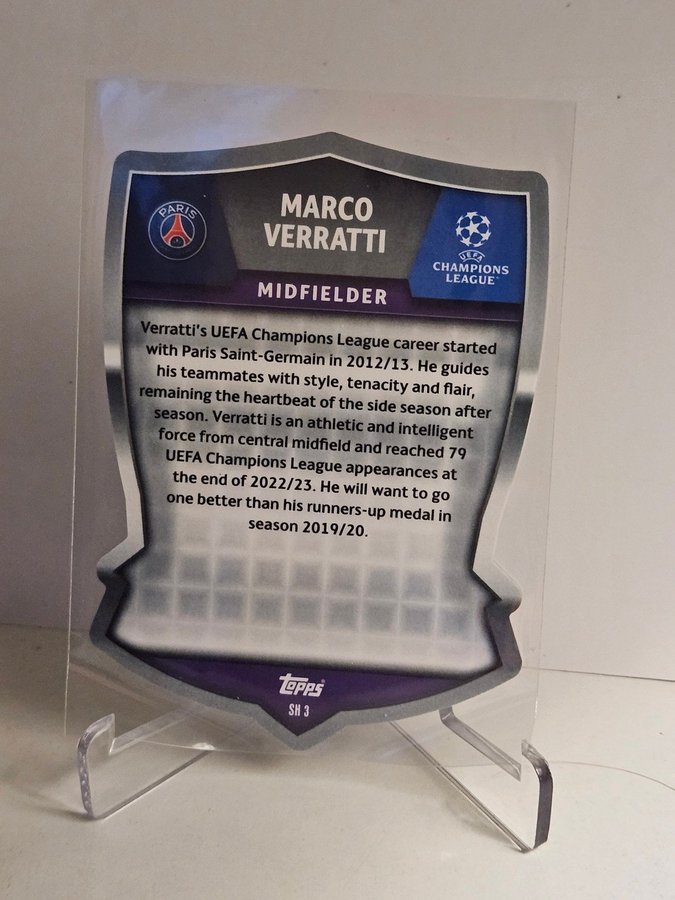 PARIS
MARCO
VERRATTI
UEFA
CHAMPIONS
LEAGUE
MIDFIELDER
Verratti's UEFA Champions League career started
with Paris Saint-Germain in 2012/13. He guides
his teammates with style, tenacity and flair,
remaining the heartbeat of the side season after
season. Verratti is an athletic and intelligent
force from central midfield and reached 79
UEFA Champions League appearances at
the end of 2022/23. He will want to go
one better than his runners-up medal in
season 2019/20.
topps
SH 3